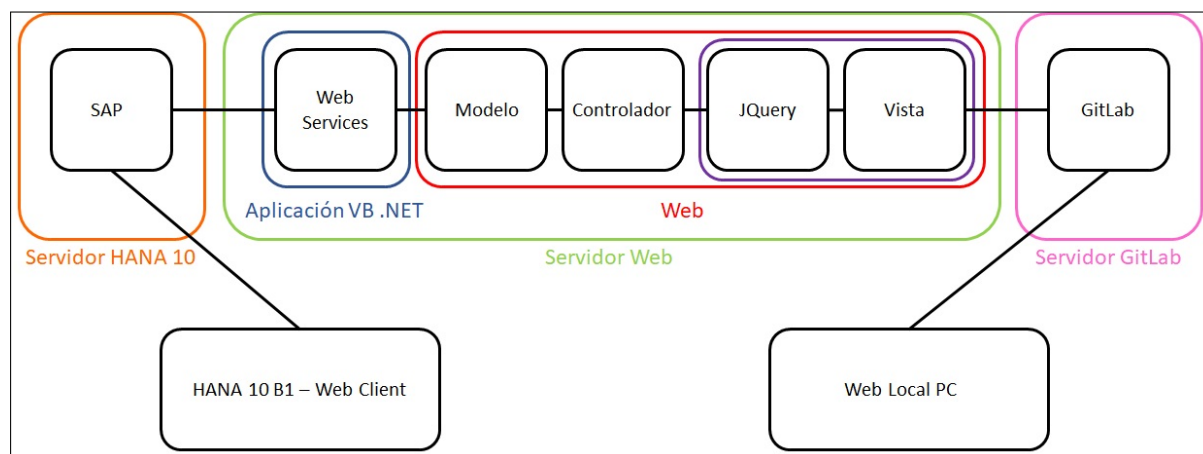 SAP
Web
Services
Modelo
Controlador
JQuery
Vista
GitLab
Aplicación VB .NET
Web
Servidor HANA 10
Servidor Web
Servidor GitLab
HANA 10 B1 – Web Client
Web Local PC